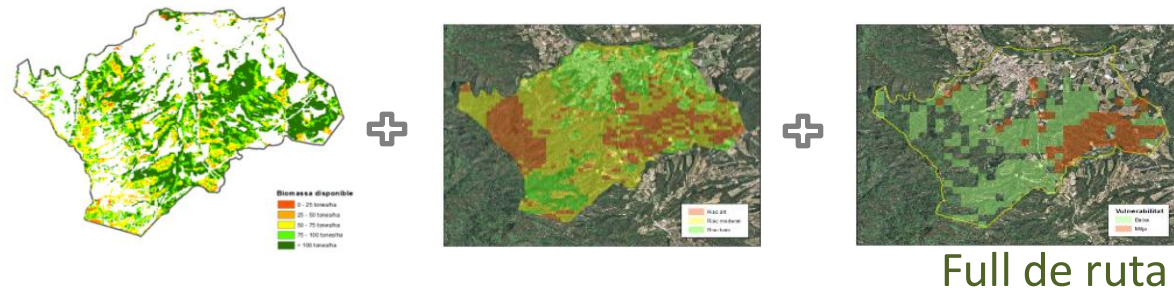 Biomassa disponible
0 - 25 tones/ha
25 - 50 tones/ha
50 - 75 tones/ha
75 - 100 tones/ha
> 100 tones/ha
Risc alt
Risc moderat
Risc baix
Vulnerabilitat
Baixa
Mitja
Full de ruta